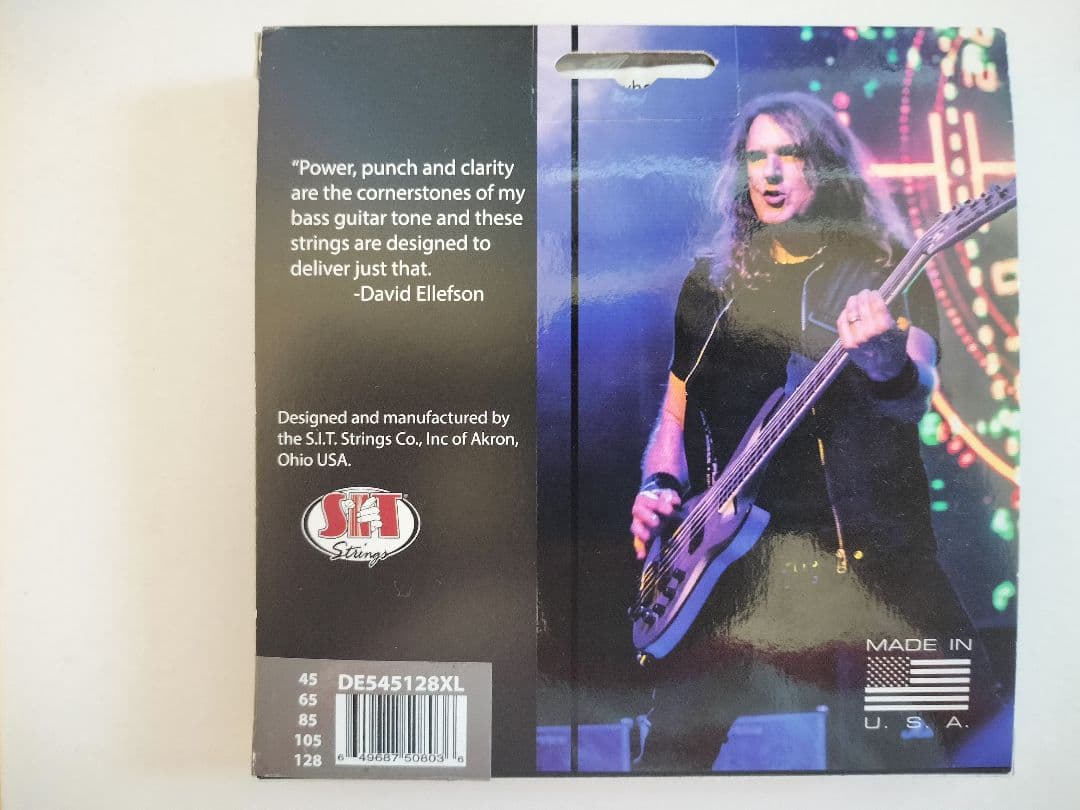 "Power, punch and clarity
are the cornerstones of my
bass guitar tone and these
strings are designed to
deliver just that.
-David Ellefson
Designed and manufactured by
the S.I.T. Strings Co., Inc of Akron,
Ohio USA.
SIT
Strings
45
65
85
105
128
DE545128XL
6 49687 50803 6
MADE IN
U. S. A.